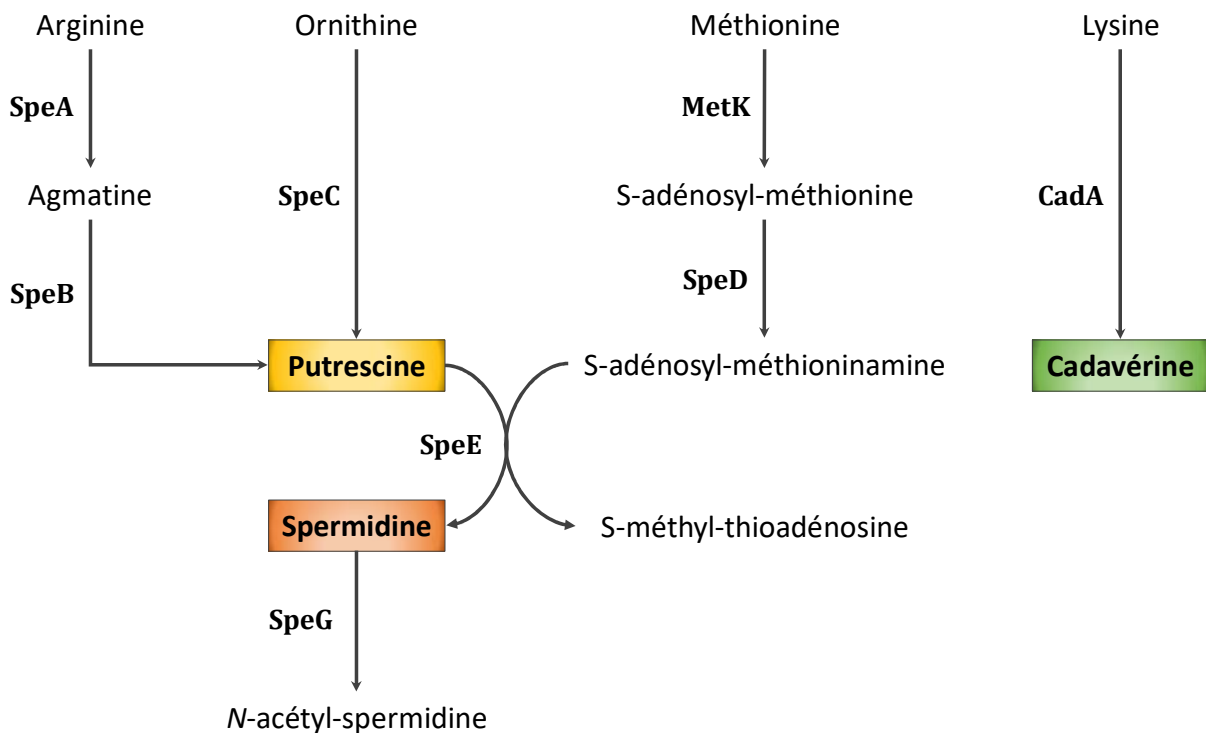 Arginine
Ornithine
Méthionine
Lysine
SpeA
MetK
Agmatine
SpeC
S-adénosyl-méthionine
CadA
SpeB
SpeD
Putrescine
S-adénosyl-méthioninamine
Cadavérine
SpeE
Spermidine
S-méthyl-thioadénosine
SpeG
N-acétyl-spermidine